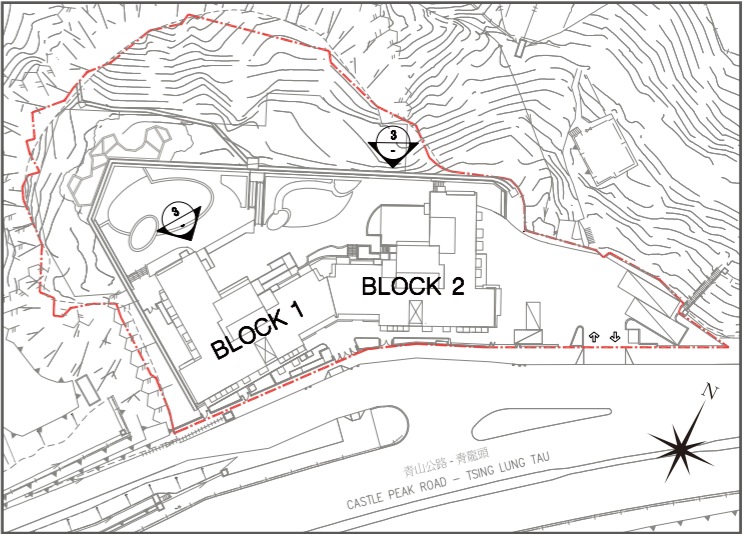 3
-
3
-
BLOCK 1
BLOCK 2
N
青山公路 - 青龍頭
CASTLE PEAK ROAD - TSING LUNG TAU